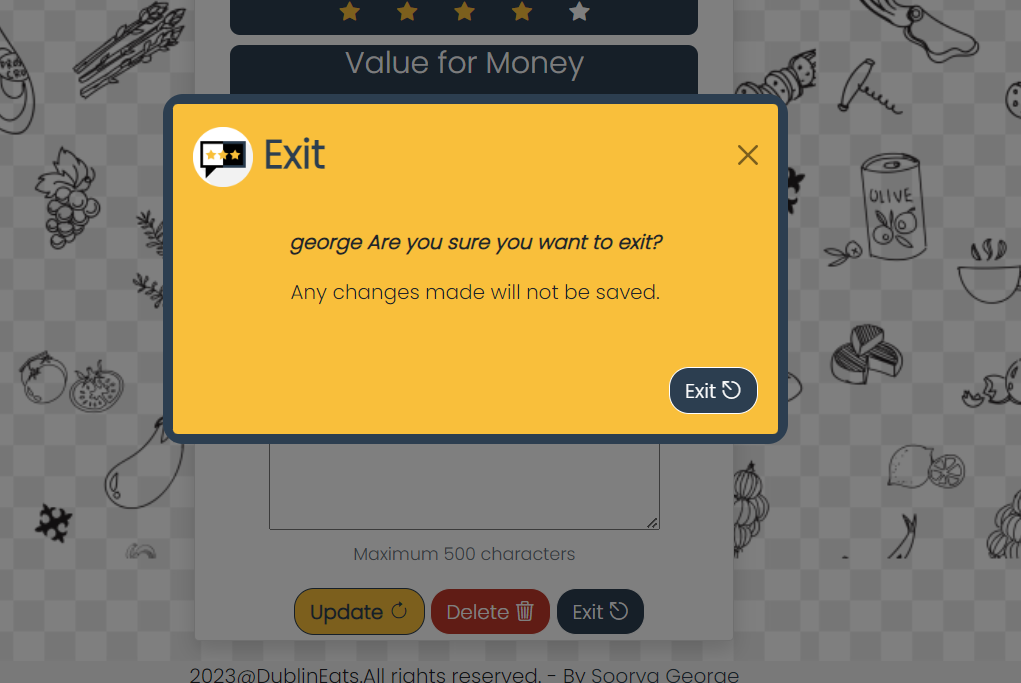 Value for Money
Exit
george Are you sure you want to exit?
Any changes made will not be saved.
Exit
OLIVE
Maximum 500 characters
Update
Delete
Exit
2023@DublinEats.All rights reserved. - By Soorya George